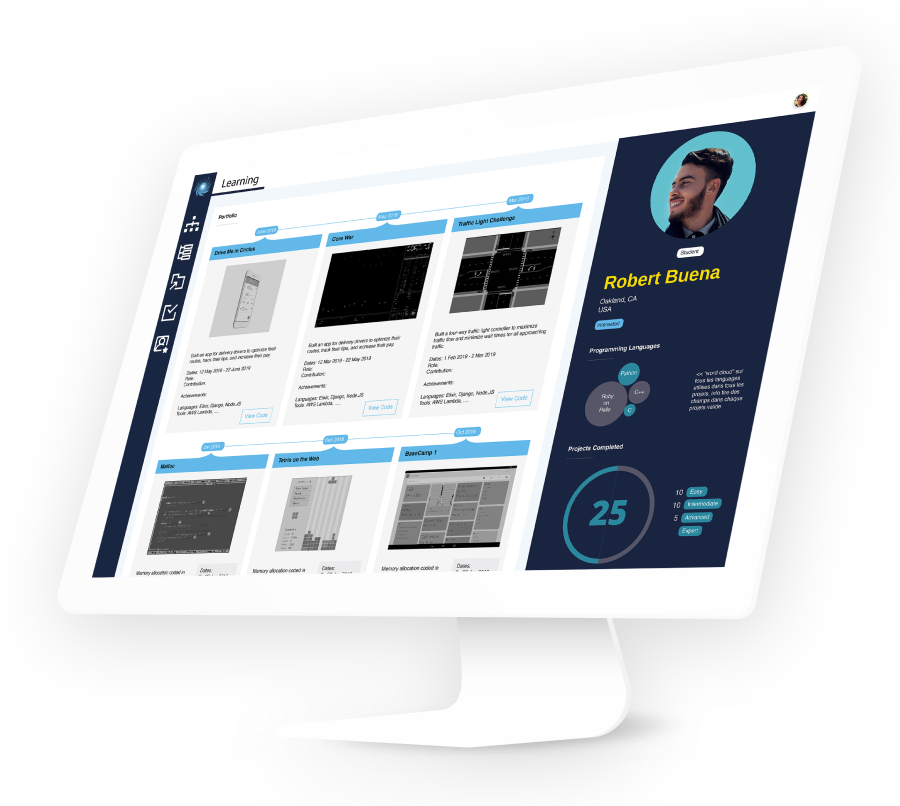 Learning
Portfolio
June 2019
May 2019
Mar 2019
Drive Me in Circles
Built an app for delivery drivers to optimize their
routes, track their tips, and increase their pay.
Dates: 12 May 2019 - 22 June 2019
Role:
Contribution:
Achievements:
Languages: Elixir, Django, Node.JS
Tools: AWS Lambda, ....
View Code
Core War
Built an app for delivery drivers to optimize their
routes, track their tips, and increase their pay.
Dates: 12 Mar 2019 - 22 May 2019
Role:
Contribution:
Achievements:
Languages: Elixir, Django, Node.JS
Tools: AWS Lambda, ....
View Code
Traffic Light Challenge
Built a four-way traffic light controller to maximize
traffic flow and minimize wait times for all approaching
traffic.
Dates: 1 Feb 2019 - 2 Mar 2019
Role:
Contribution:
Achievements:
Languages: Elixir, Django, Node.JS
Tools: AWS Lambda, ....
View Code
Jan 2019
Dec 2018
Oct 2018
Malloc
Memory allocation coded in
Dates:
Tetris on the Web
Memory allocation coded is
Dates:
BaseCamp 1
Memory allocation coded in
Dates:
Student
Robert Buena
Oakland, CA
USA
Programming Languages
Python
C++
Ruby
on
Rails
C
<< "word cloud" sur
tous les languages
utilisés dans tous les
projets, info tiré des
champs dans chaque
projets validé
Projects Completed
25
10 Easy
10 Intermediate
5 Advanced
Expert